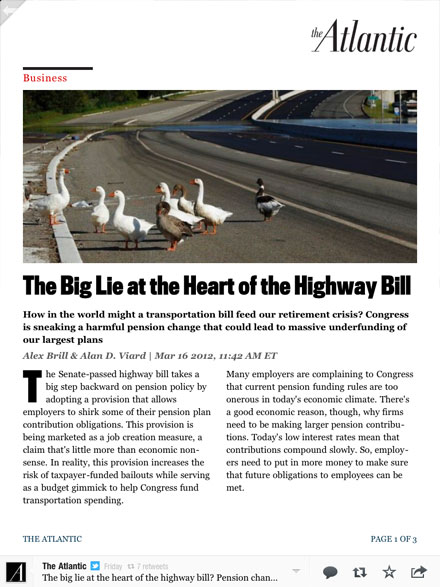 the Atlantic
Business
The Big Lie at the Heart of the Highway Bill
How in the world might a transportation bill feed our retirement crisis? Congress
is sneaking a harmful pension change that could lead to massive underfunding of
our largest plans
Alex Brill & Alan D. Viard | Mar 16 2012, 11:42 AM ET
The Senate-passed highway bill takes a
big step backward on pension policy by
adopting a provision that allows
employers to shirk some of their pension plan
contribution obligations. This provision is
being marketed as a job creation measure, a
claim that's little more than economic non-
sense. In reality, this provision increases the
risk of taxpayer-funded bailouts while serving
as a budget gimmick to help Congress fund
transportation spending.
Many employers are complaining to Congress
that current pension funding rules are too
onerous in today's economic climate. There's
a good economic reason, though, why firms
need to be making larger pension contribu-
tions. Today's low interest rates mean that
contributions compound slowly. So, employ-
ers need to put in more money to make sure
that future obligations to employees can be
met.
THE ATLANTIC
PAGE 1 OF 3
A
The Atlantic Friday 7 retweets
The big lie at the heart of the highway bill? Pension chan...